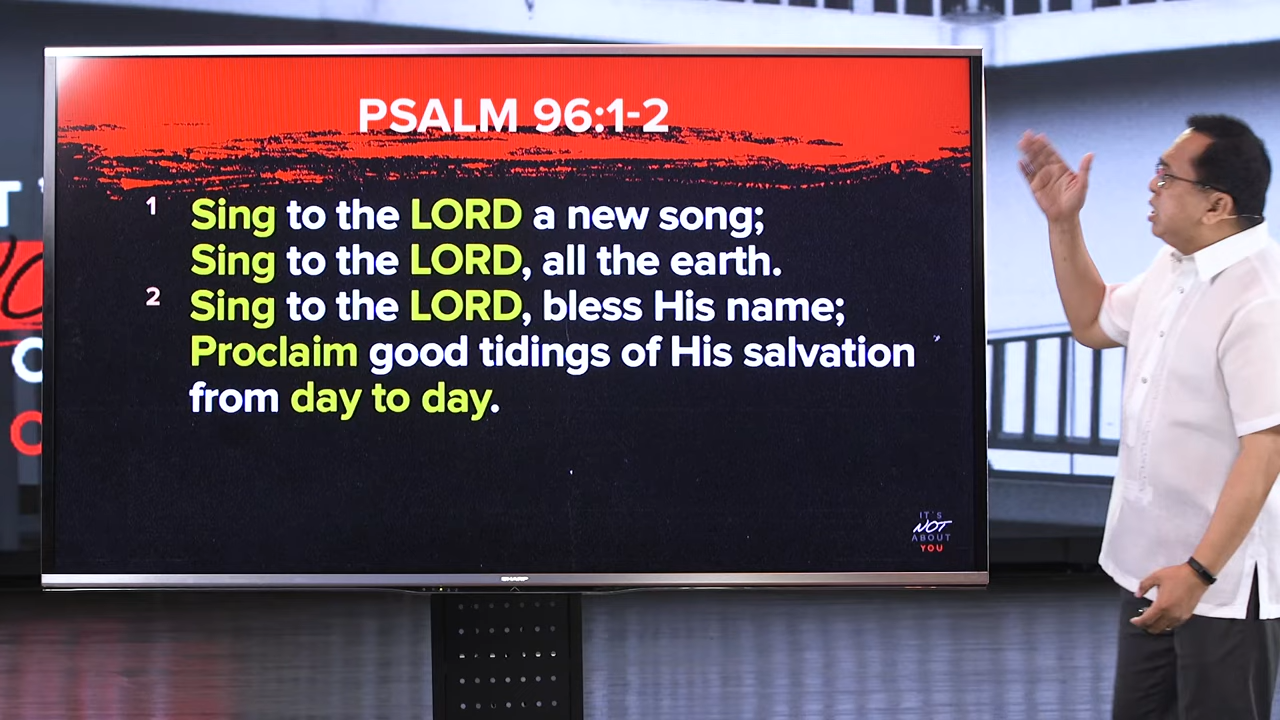 PSALM 96:1-2
1 Sing to the LORD a new song;
Sing to the LORD, all the earth.
2 Sing to the LORD, bless His name;
Proclaim good tidings of His salvation
from day to day.
IT'S
NOT
ABOUT
YOU
SHARP